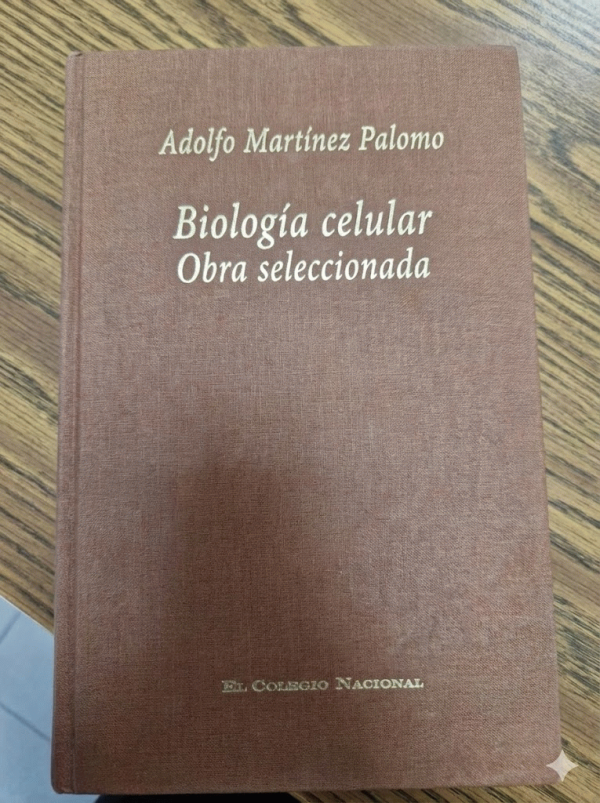 Adolfo Martínez Palomo
Biología celular
Obra seleccionada
El Colegio Nacional